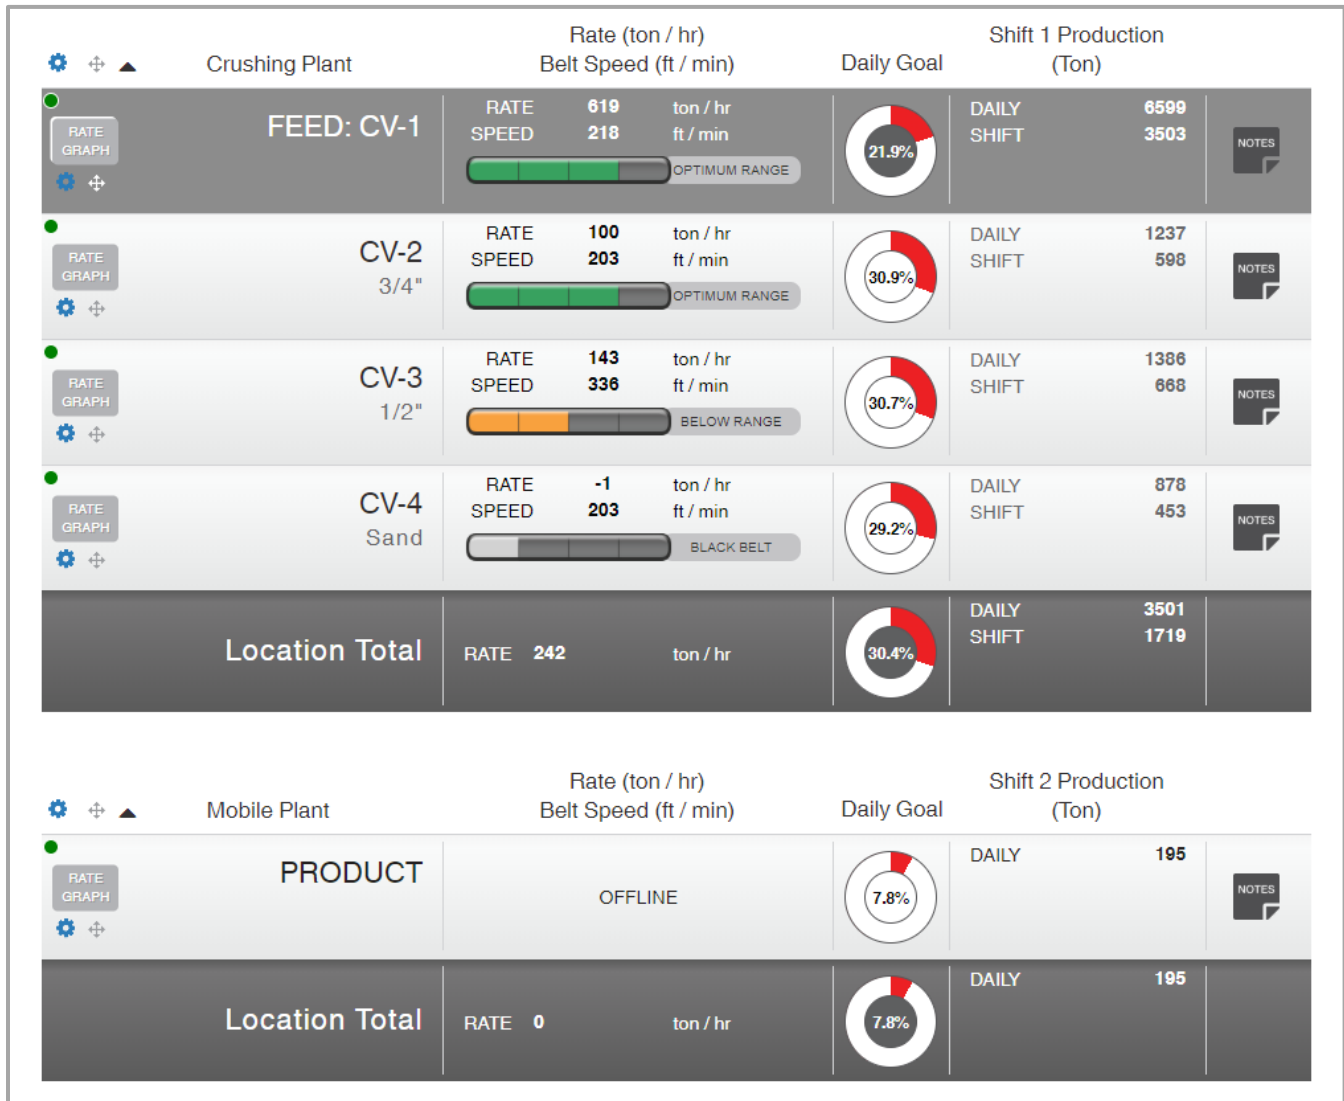 Rate (ton / hr) Shift 1 Production
Crushing Plant Belt Speed (ft / min) Daily Goal (Ton)
RATE GRAPH FEED: CV-1 RATE 619 ton / hr DAILY 6599
SPEED 218 ft / min 21.9% SHIFT 3503 NOTES
OPTIMUM RANGE
RATE GRAPH CV-2 RATE 100 ton / hr DAILY 1237
3/4" SPEED 203 ft / min 30.9% SHIFT 598 NOTES
OPTIMUM RANGE
RATE GRAPH CV-3 RATE 143 ton / hr DAILY 1386
1/2" SPEED 336 ft / min 30.7% SHIFT 668 NOTES
BELOW RANGE
RATE GRAPH CV-4 RATE -1 ton / hr DAILY 878
Sand SPEED 203 ft / min 29.2% SHIFT 453 NOTES
BLACK BELT
Location Total RATE 242 ton / hr 30.4% DAILY 3501
SHIFT 1719
Rate (ton / hr) Shift 2 Production
Mobile Plant Belt Speed (ft / min) Daily Goal (Ton)
RATE GRAPH PRODUCT OFFLINE 7.8% DAILY 195 NOTES
Location Total RATE 0 ton / hr 7.8% DAILY 195